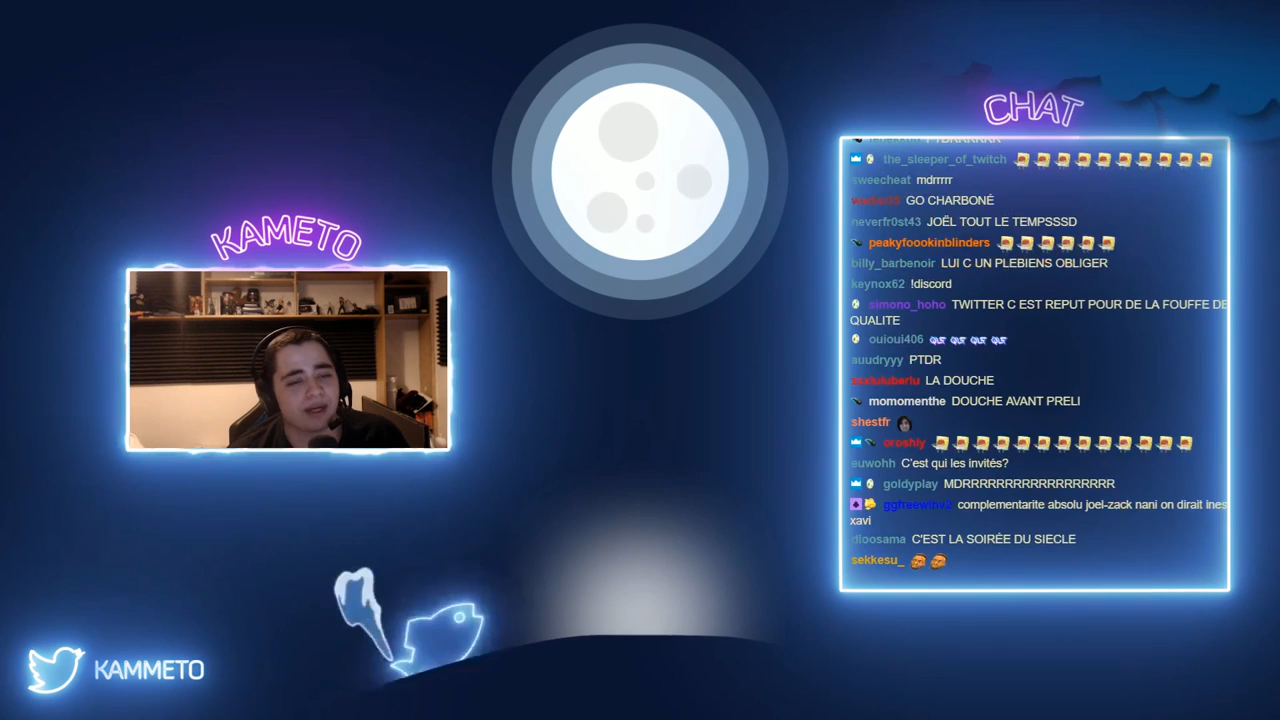 CHAT
KAMETO
the_sleeper_of_twitch
sweecheat mdrrrrr
GO CHARBONÉ
neverfr0st43 JOËL TOUT LE TEMPSSSD
peakyfoookinblinders
billy_barbenoir LUI C UN PLEBIENS OBLIGER
keynox62 !discord
simono_hoho TWITTER C EST REPUT POUR DE LA FOUFFE DE
QUALITE
ouioui406
suudryyy PTDR
LA DOUCHE
momomenthe DOUCHE AVANT PRELI
shestfr
oroshiy
euwohh C'est qui les invités?
goldyplay MDRRRRRRRRRRRRRRRRRR
complementarite absolu joel-zack nani on dirait ines
xavi
dioosama C'EST LA SOIRÉE DU SIECLE
sekkesu_
KAMMETO